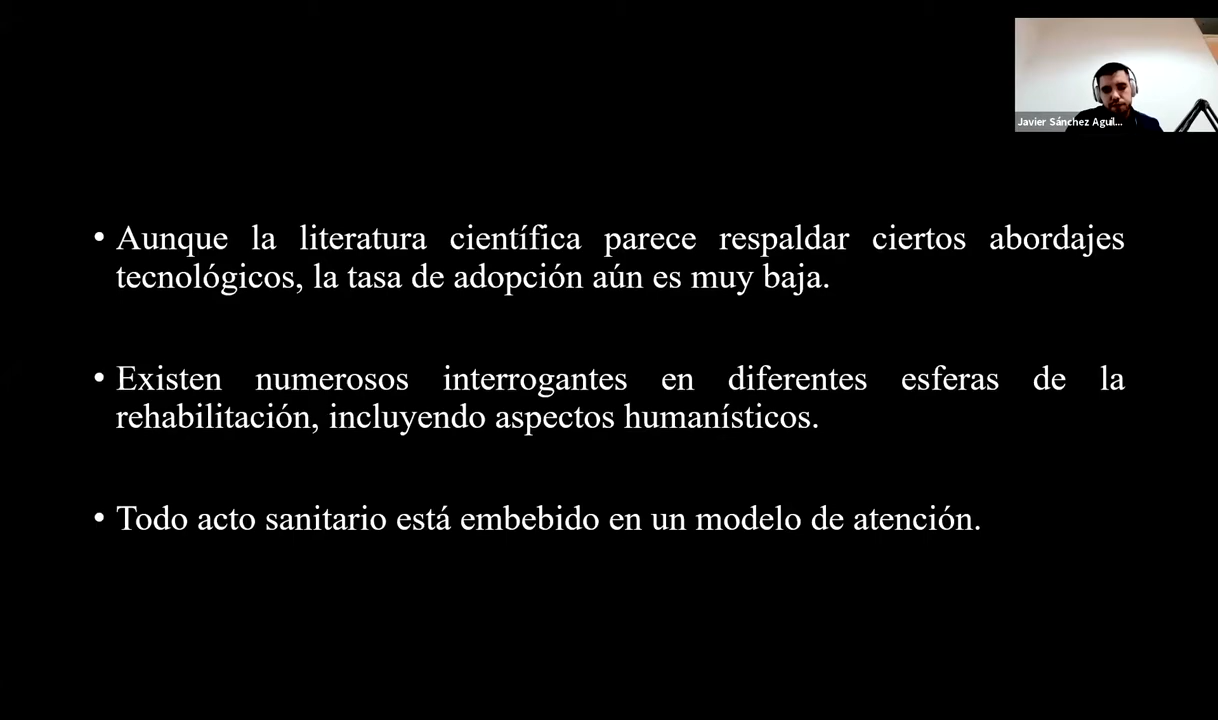 Javier Sánchez Aguil...
• Aunque la literatura científica parece respaldar ciertos abordajes
tecnológicos, la tasa de adopción aún es muy baja.
• Existen numerosos interrogantes en diferentes esferas de la
rehabilitación, incluyendo aspectos humanísticos.
• Todo acto sanitario está embebido en un modelo de atención.